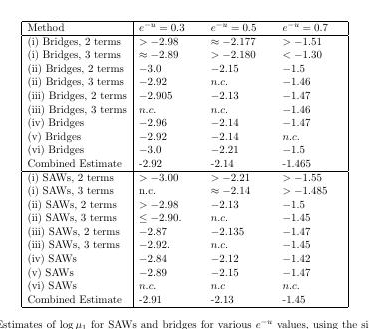 Method e^{-u} = 0.3 e^{-u} = 0.5 e^{-u} = 0.7
(i) Bridges, 2 terms > −2.98 ≈ −2.177 > −1.51
(i) Bridges, 3 terms ≈ −2.89 > −2.180 < −1.30
(ii) Bridges, 2 terms −3.0 −2.15 −1.5
(ii) Bridges, 3 terms −2.92 n.c. −1.46
(iii) Bridges, 2 terms −2.905 −2.13 −1.47
(iii) Bridges, 3 terms n.c. n.c. −1.46
(iv) Bridges −2.96 −2.14 −1.47
(v) Bridges −2.92 −2.14 n.c.
(vi) Bridges −3.0 −2.21 −1.5
Combined Estimate -2.92 -2.14 -1.465
(i) SAWs, 2 terms > −3.00 > −2.21 > −1.55
(i) SAWs, 3 terms n.c. ≈ −2.14 > −1.485
(ii) SAWs, 2 terms > −2.98 −2.13 −1.5
(ii) SAWs, 3 terms ≤ −2.90. n.c. −1.45
(iii) SAWs, 2 terms −2.87 −2.135 −1.47
(iii) SAWs, 3 terms −2.92. n.c. −1.45
(iv) SAWs −2.84 −2.12 −1.42
(v) SAWs −2.89 −2.15 −1.47
(vi) SAWs n.c. n.c n.c.
Combined Estimate -2.91 -2.13 -1.45
Estimates of log μ₁ for SAWs and bridges for various e^{-u} values, using the si